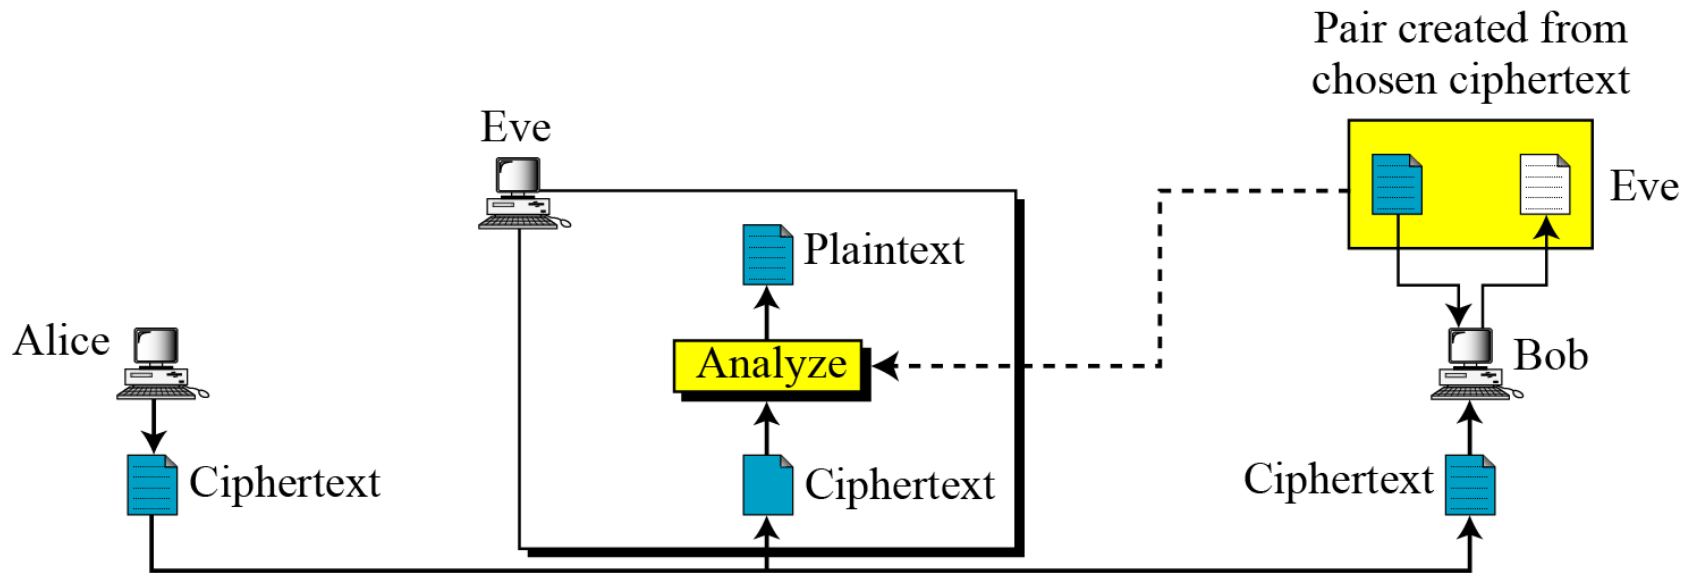 Pair created from
chosen ciphertext
Eve
Eve
Plaintext
Alice
Analyze
Bob
Ciphertext
Ciphertext
Ciphertext